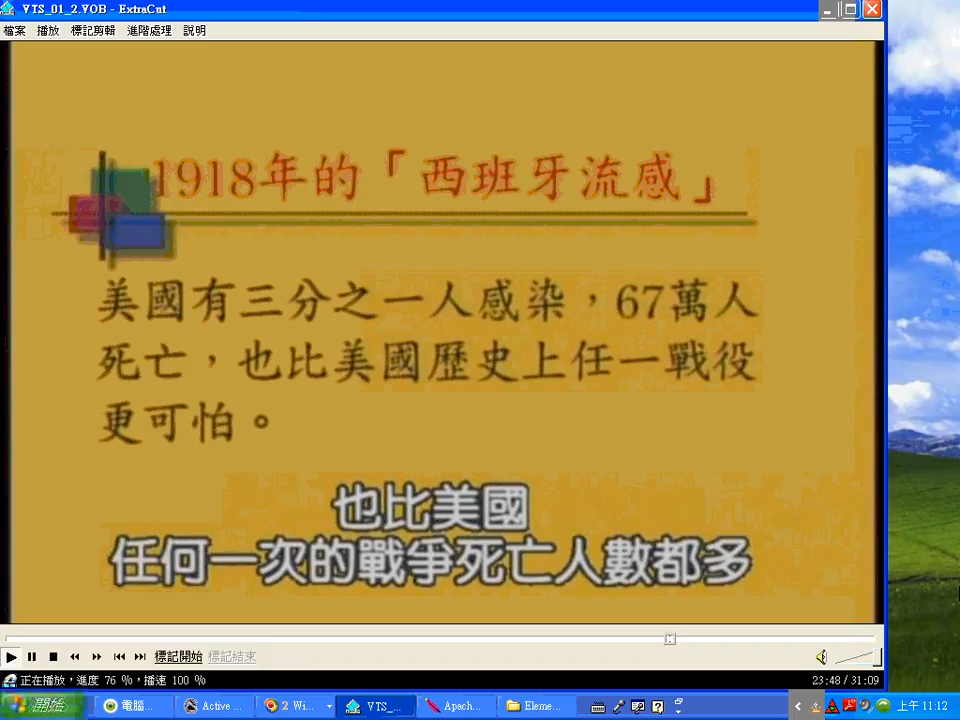 VTS_01_2.VOB - ExtraCut
檔案 播放 標記剪輯 進階處理 說明
1918年的「西班牙流感」
美國有三分之一人感染，67萬人
死亡，也比美國歷史上任一戰役
更可怕。
也比美國
任何一次的戰爭死亡人數都多
標記開始 標記結束
正在播放，進度 76 %，播速 100 % 23:48 / 31:09
開始 電腦... Active ... 2 Wi... VTS_... Apach... Eleme... 上午 11:12